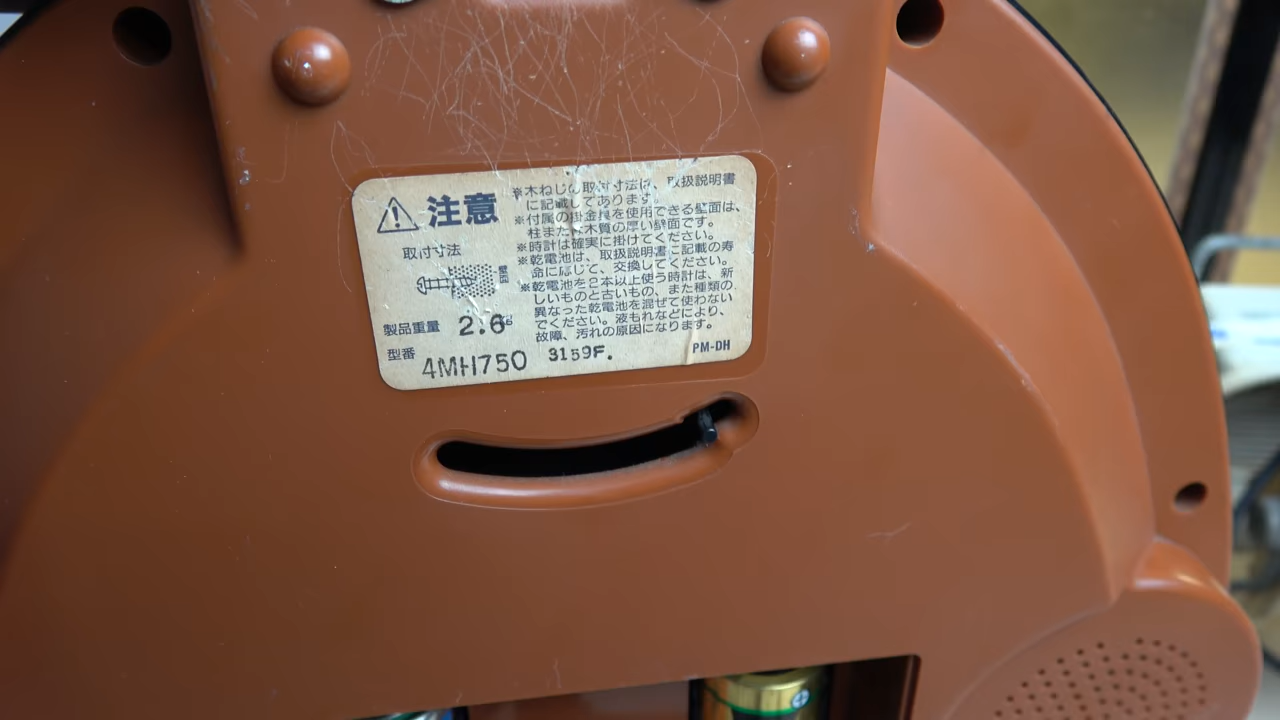 注意
取付寸法
壁面
製品重量 2.6kg
型番 4MH750 3159F.
※木ねじの取付寸法は、取扱説明書
に記載してあります。
※付属の掛金具を使用できる壁面は、
柱または木質の厚い壁面です。
※時計は確実に掛けてください。
※乾電池は、取扱説明書に記載の寿
命に応じて、交換してください。
※乾電池を2本以上使う時計は、新
しいものと古いもの、また種類の
異なった乾電池を混ぜて使わない
でください。液もれなどにより、
故障、汚れの原因になります。
PM-DH